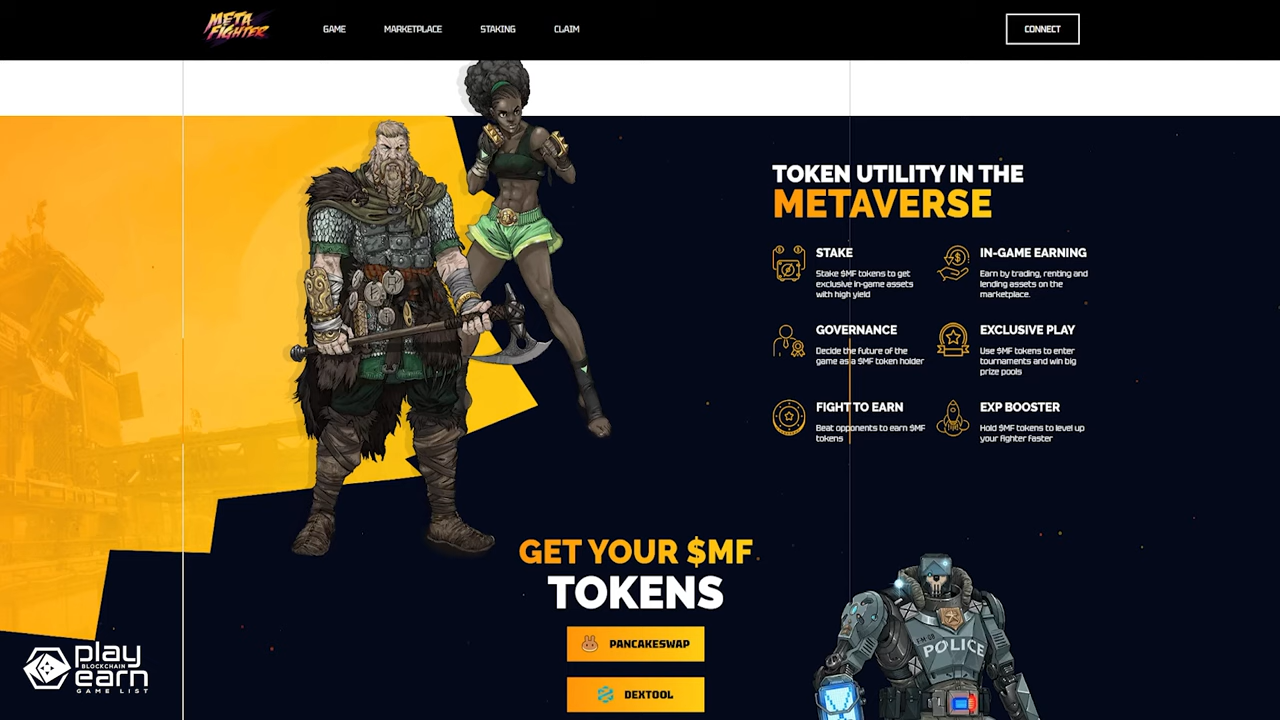 META
FIGHTER
GAME
MARKETPLACE
STAKING
CLAIM
CONNECT
TOKEN UTILITY IN THE
METAVERSE
STAKE
Stake $MF tokens to get
exclusive in-game assets
with high yield
IN-GAME EARNING
Earn by trading, renting and
lending assets on the
marketplace.
GOVERNANCE
Decide the future of the
game as a $MF token holder
EXCLUSIVE PLAY
Use $MF tokens to enter
tournaments and win big
prize pools
FIGHT TO EARN
Beat opponents to earn $MF
tokens
EXP BOOSTER
Hold $MF tokens to level up
your fighter faster
GET YOUR $MF
TOKENS
PANCAKESWAP
DEXTOOL
POLICE
play
BLOCKCHAIN
earn
GAME LIST